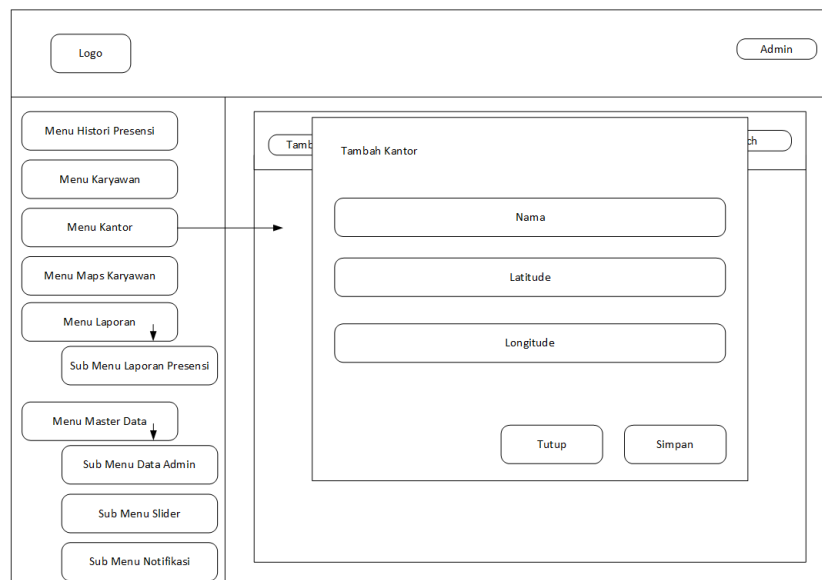 Logo
Admin
Menu Histori Presensi
Menu Karyawan
Menu Kantor
Menu Maps Karyawan
Menu Laporan
Sub Menu Laporan Presensi
Menu Master Data
Sub Menu Data Admin
Sub Menu Slider
Sub Menu Notifikasi
Tamb
ch
Tambah Kantor
Nama
Latitude
Longitude
Tutup
Simpan